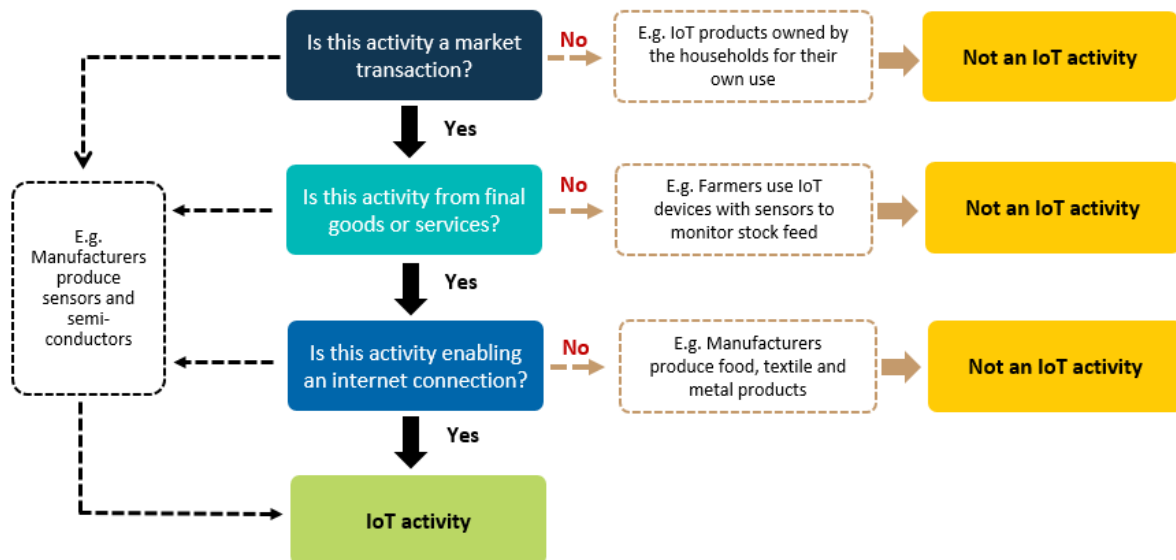 Is this activity a market
transaction?
No
E.g. IoT products owned by
the households for their
own use
Not an IoT activity
Yes
Is this activity from final
goods or services?
No
E.g. Farmers use IoT
devices with sensors to
monitor stock feed
Not an IoT activity
E.g.
Manufacturers
produce
sensors and
semi-
conductors
Yes
Is this activity enabling
an internet connection?
No
E.g. Manufacturers
produce food, textile and
metal products
Not an IoT activity
Yes
IoT activity